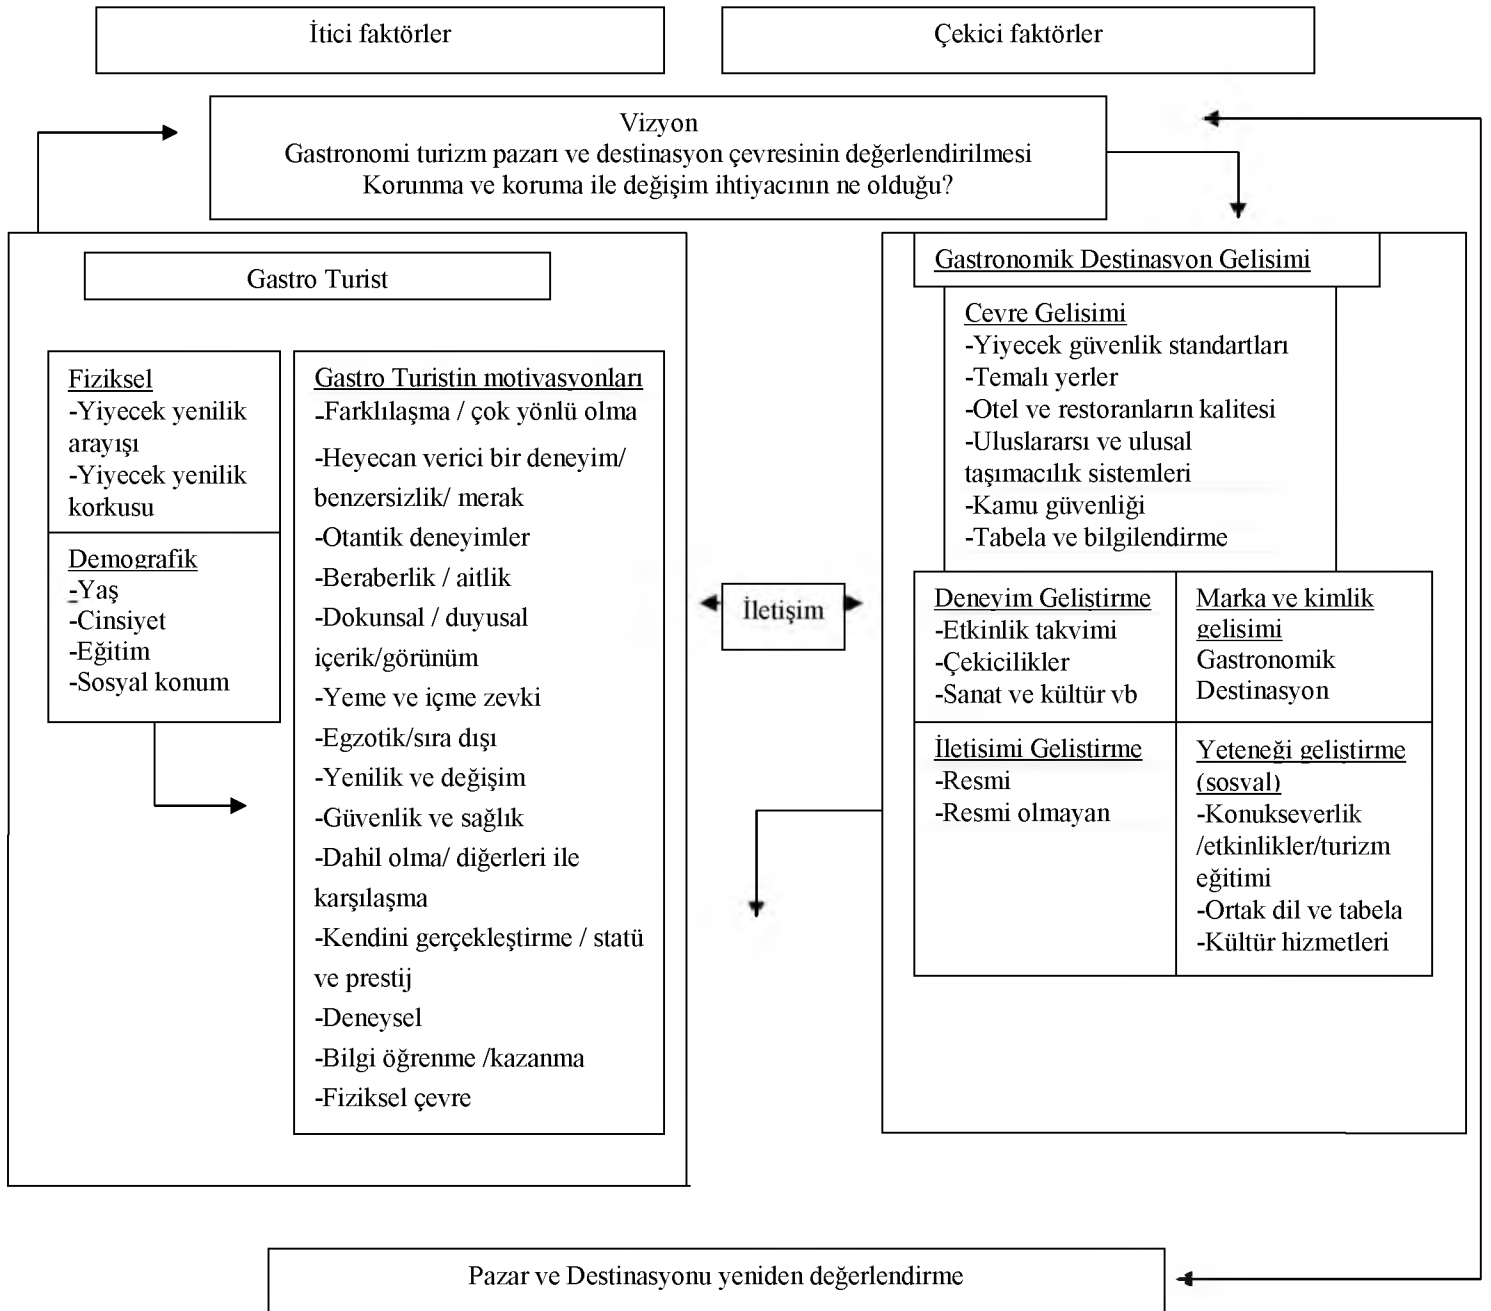 İtici faktörler
Çekici faktörler
Vizyon
Gastronomi turizm pazarı ve destinasyon çevresinin değerlendirilmesi
Korunma ve koruma ile değişim ihtiyacının ne olduğu?
Gastro Turist
Fiziksel
-Yiyecek yenilik
arayışı
-Yiyecek yenilik
korkusu
Demografik
-Yaş
-Cinsiyet
-Eğitim
-Sosyal konum
Gastro Turistin motivasyonları
-Farklılaşma / çok yönlü olma
-Heyecan verici bir deneyim/
benzersizlik/ merak
-Otantik deneyimler
-Beraberlik / aitlik
-Dokunsal / duyusal
içerik/görünüm
-Yeme ve içme zevki
-Egzotik/sıra dışı
-Yenilik ve değişim
-Güvenlik ve sağlık
-Dahil olma/ diğerleri ile
karşılaşma
-Kendini gerçekleştirme / statü
ve prestij
-Deneysel
-Bilgi öğrenme /kazanma
-Fiziksel çevre
İletişim
Gastronomik Destinasyon Gelisimi
Cevre Gelisimi
-Yiyecek güvenlik standartları
-Temalı yerler
-Otel ve restoranların kalitesi
-Uluslararsı ve ulusal
taşımacılık sistemleri
-Kamu güvenliği
-Tabela ve bilgilendirme
Deneyim Gelistirme
-Etkinlik takvimi
-Çekicilikler
-Sanat ve kültür vb
Marka ve kimlik
gelisimi
Gastronomik
Destinasyon
İletisimi Gelistirme
-Resmi
-Resmi olmayan
Yeteneği gelistirme
(sosyal)
-Konukseverlik
/etkinlikler/turizm
eğitimi
-Ortak dil ve tabela
-Kültür hizmetleri
Pazar ve Destinasyonu yeniden değerlendirme